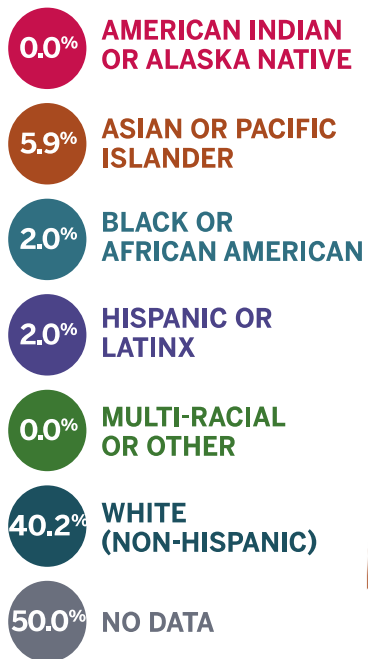 0.0%
AMERICAN INDIAN
OR ALASKA NATIVE
5.9%
ASIAN OR PACIFIC
ISLANDER
2.0%
BLACK OR
AFRICAN AMERICAN
2.0%
HISPANIC OR
LATINX
0.0%
MULTI-RACIAL
OR OTHER
40.2%
WHITE
(NON-HISPANIC)
50.0%
NO DATA